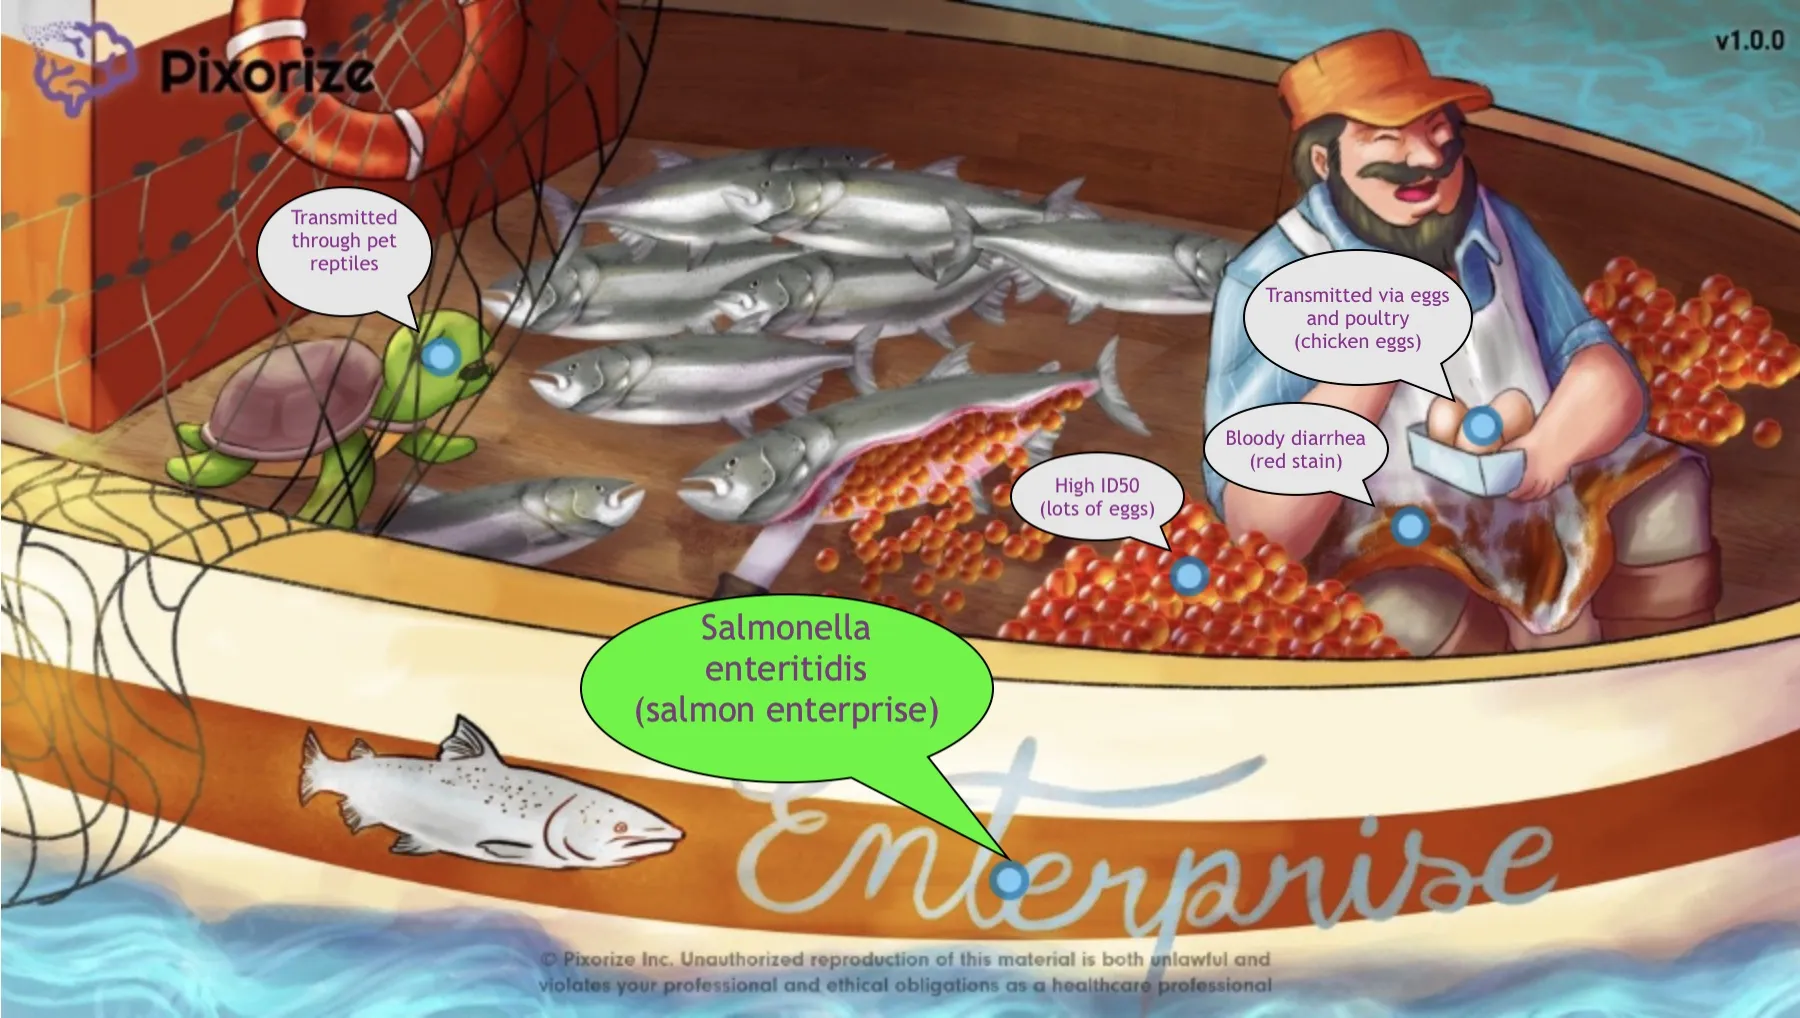 Pixorize
v1.0.0
Transmitted
through pet
reptiles
Transmitted via eggs
and poultry
(chicken eggs)
Bloody diarrhea
(red stain)
High ID50
(lots of eggs)
Salmonella
enteritidis
(salmon enterprise)
Enterprise
© Pixorize Inc. Unauthorized reproduction of this material is both unlawful and
violates your professional and ethical obligations as a healthcare professional